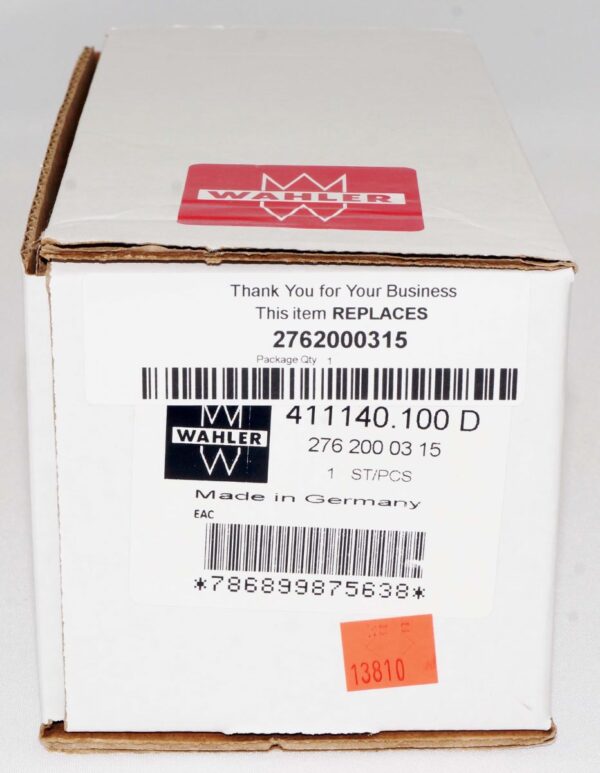 WAHLER
Thank You for Your Business
This item REPLACES
2762000315
Package Qty 1
411140.100 D
WAHLER
276 200 03 15
1 ST/PCS
Made in Germany
EAC
*786899875638*
13810